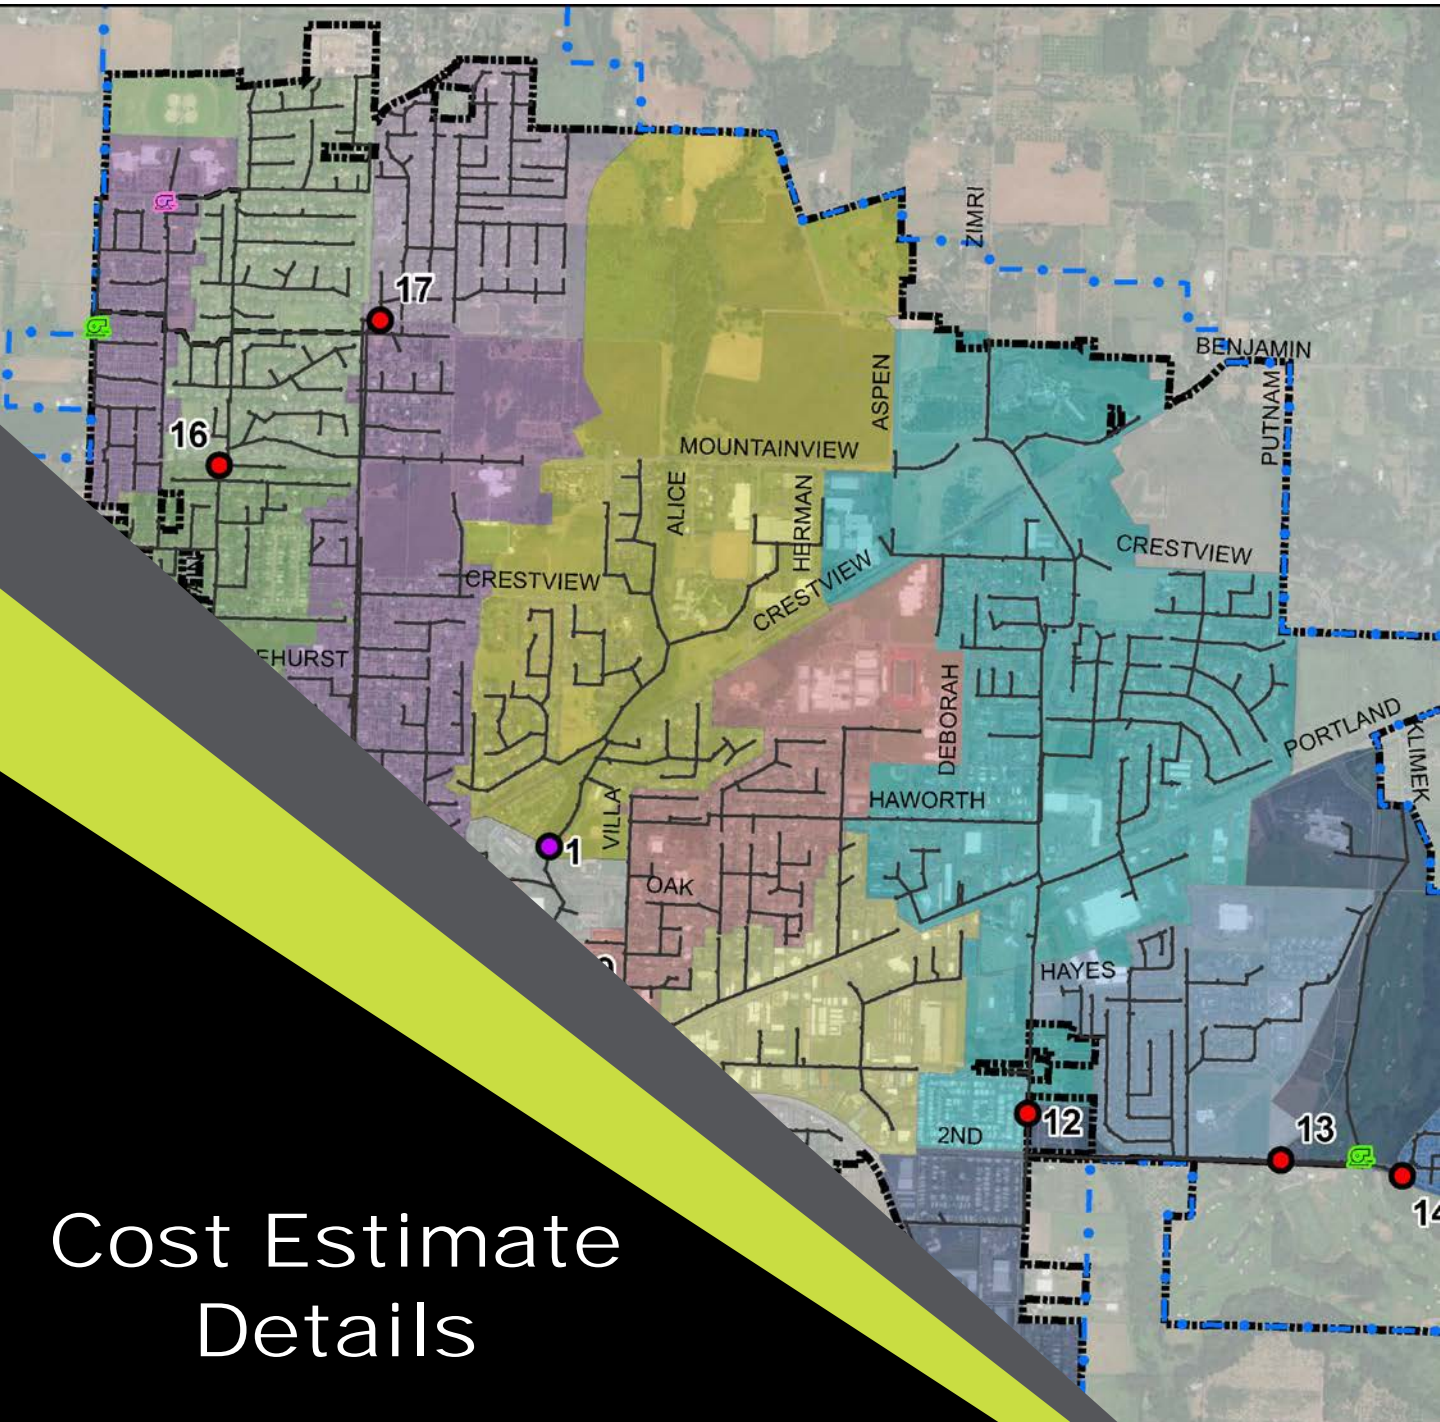 ZIMRI
17
BENJAMIN
ASPEN
PUTNAM
16
MOUNTAINVIEW
ALICE
HERMAN
CRESTVIEW
CRESTVIEW
CRESTVIEW
EHURST
DEBORAH
PORTLAND
KLIMEK
VILLA
HAWORTH
1
OAK
HAYES
12
2ND
13
14
Cost Estimate
Details